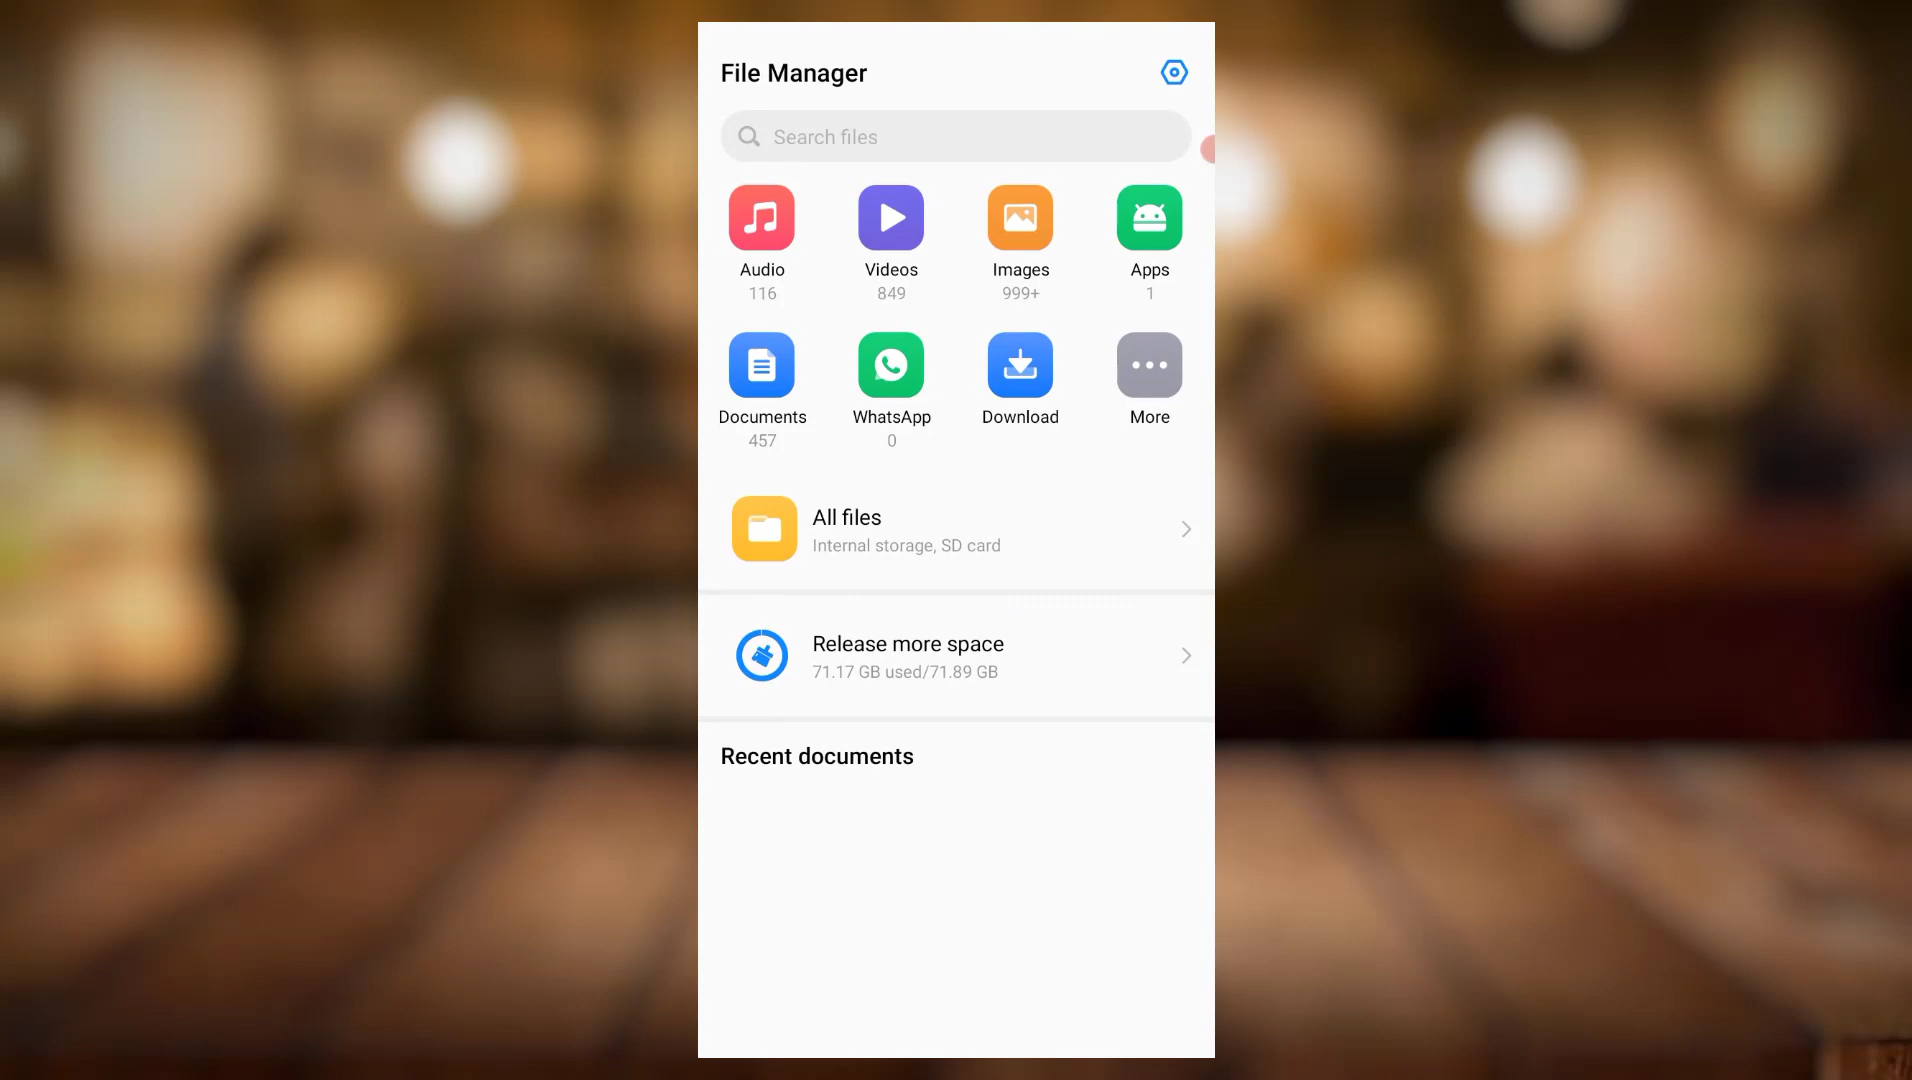 File Manager
Search files
Audio
Videos
Images
Apps
116
849
999+
1
Documents
WhatsApp
Download
More
457
0
All files
Internal storage, SD card
Release more space
71.17 GB used/71.89 GB
Recent documents